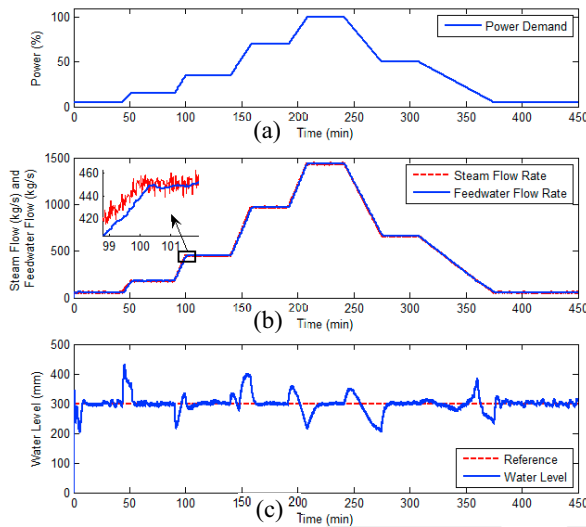 100
50
0
Power (%)
Power Demand
0 50 100 150 200 250 300 350 400 450
Time (min)
(a)
1500
1000
500
0
Steam Flow (kg/s) and
Feedwater Flow (kg/s)
460
440
420
99 100 101
Steam Flow Rate
Feedwater Flow Rate
0 50 100 150 200 250 300 350 400 450
Time (min)
(b)
500
400
300
200
100
0
Water Level (mm)
Reference
Water Level
0 50 100 150 200 250 300 350 400 450
Time (min)
(c)